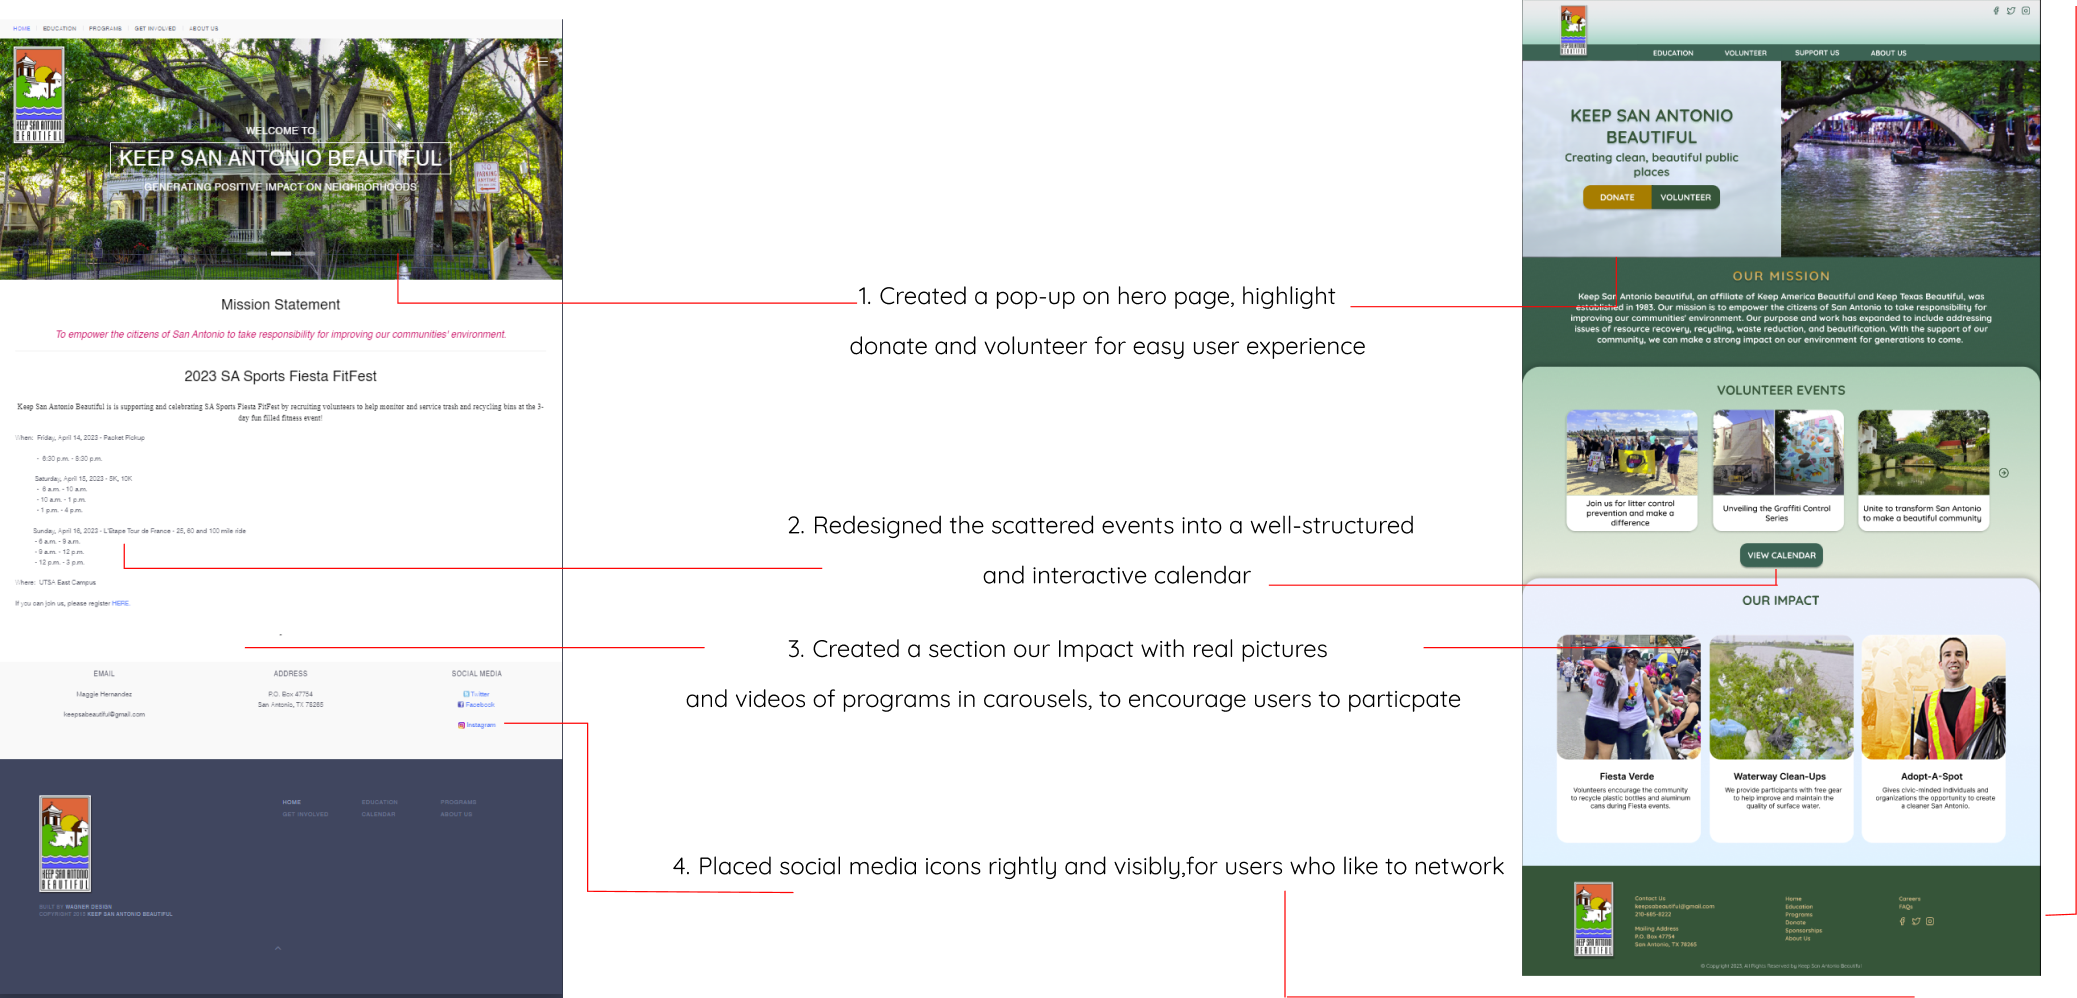 HOME
EDUCATION
PROGRAMS
GET INVOLVED
ABOUT US
KEEP SAN ANTONIO
BEAUTIFUL
WELCOME TO
KEEP SAN ANTONIO BEAUTIFUL
GENERATING POSITIVE IMPACT ON NEIGHBORHOODS
NO
PARKING
Mission Statement
To empower the citizens of San Antonio to take responsibility for improving our communities' environment.
2023 SA Sports Fiesta FitFest
Keep San Antonio Beautiful is is supporting and celebrating SA Sports Fiesta FitFest by recruiting volunteers to help monitor and service trash and recycling bins at the 3-
day fun filled fitness event!
When: Friday, April 14, 2023 - Packet Pickup
- 6:30 p.m. - 8:30 p.m.
Saturday, April 15, 2023 - 5K, 10K
- 6 a.m. - 10 a.m.
- 10 a.m. - 1 p.m.
- 1 p.m. - 4 p.m.
Sunday, April 16, 2023 - L'Etape Tour de France - 25, 60 and 100 mile ride
- 6 a.m. - 9 a.m.
- 9 a.m. - 12 p.m.
- 12 p.m. - 3 p.m.
Where: UTSA East Campus
If you can join us, please register HERE.
-
EMAIL
Maggie Hernandez
keepsabeautiful@gmail.com
ADDRESS
P.O. Box 47754
San Antonio, TX 78265
SOCIAL MEDIA
Twitter
Facebook
Instagram
KEEP SAN ANTONIO
BEAUTIFUL
HOME
EDUCATION
PROGRAMS
GET INVOLVED
CALENDAR
ABOUT US
BUILT BY WAGNER DESIGN
COPYRIGHT 2013 KEEP SAN ANTONIO BEAUTIFUL
1. Created a pop-up on hero page, highlight
donate and volunteer for easy user experience
2. Redesigned the scattered events into a well-structured
and interactive calendar
3. Created a section our Impact with real pictures
and videos of programs in carousels, to encourage users to particpate
4. Placed social media icons rightly and visibly,for users who like to network
KEEP SAN ANTONIO
BEAUTIFUL
EDUCATION
VOLUNTEER
SUPPORT US
ABOUT US
KEEP SAN ANTONIO
BEAUTIFUL
Creating clean, beautiful public
places
DONATE
VOLUNTEER
OUR MISSION
Keep San Antonio beautiful, an affiliate of Keep America Beautiful and Keep Texas Beautiful, was
established in 1983. Our mission is to empower the citizens of San Antonio to take responsibility for
improving our communities' environment. Our purpose and work has expanded to include addressing
issues of resource recovery, recycling, waste reduction, and beautification. With the support of our
community, we can make a strong impact on our environment for generations to come.
VOLUNTEER EVENTS
Join us for litter control
prevention and make a
difference
Unveiling the Graffiti Control
Series
Unite to transform San Antonio
to make a beautiful community
VIEW CALENDAR
OUR IMPACT
Fiesta Verde
Volunteers encourage the community
to recycle plastic bottles and aluminum
cans during Fiesta events.
Waterway Clean-Ups
We provide participants with free gear
to help improve and maintain the
quality of surface water.
Adopt-A-Spot
Gives civic-minded individuals and
organizations the opportunity to create
a cleaner San Antonio.
KEEP SAN ANTONIO
BEAUTIFUL
Contact Us
keepsabeautiful@gmail.com
210-685-8222
Mailing Address
P.O. Box 47754
San Antonio, TX 78265
Home
Education
Programs
Donate
Sponsorships
About Us
Careers
FAQs
© Copyright 2023. All Rights Reserved by Keep San Antonio Beautiful